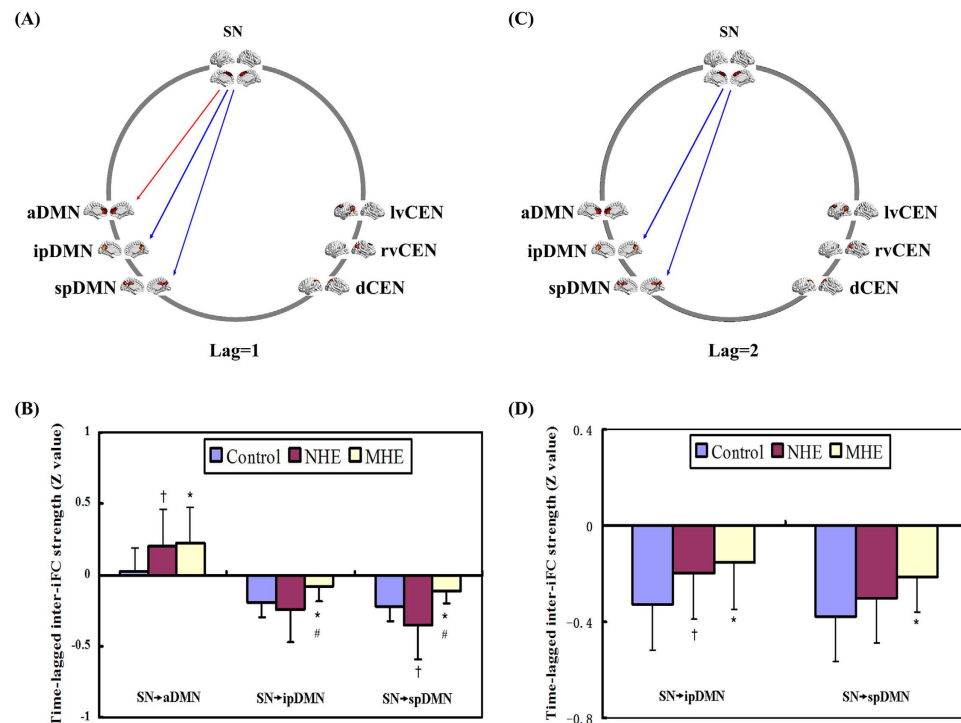 (A)
SN
aDMN
ipDMN
spDMN
lvCEN
rvCEN
dCEN
Lag=1
(C)
SN
aDMN
ipDMN
spDMN
lvCEN
rvCEN
dCEN
Lag=2
(B)
Time-lagged inter-iFC strength (Z value)
1
0.5
0
-0.5
-1
Control NHE MHE
† *
*
#
*
#
†
SN→aDMN SN→ipDMN SN→spDMN
(D)
Time-lagged inter-iFC strength (Z value)
0.4
0
−0.4
−0.8
Control NHE MHE
† * *
SN→ipDMN SN→spDMN